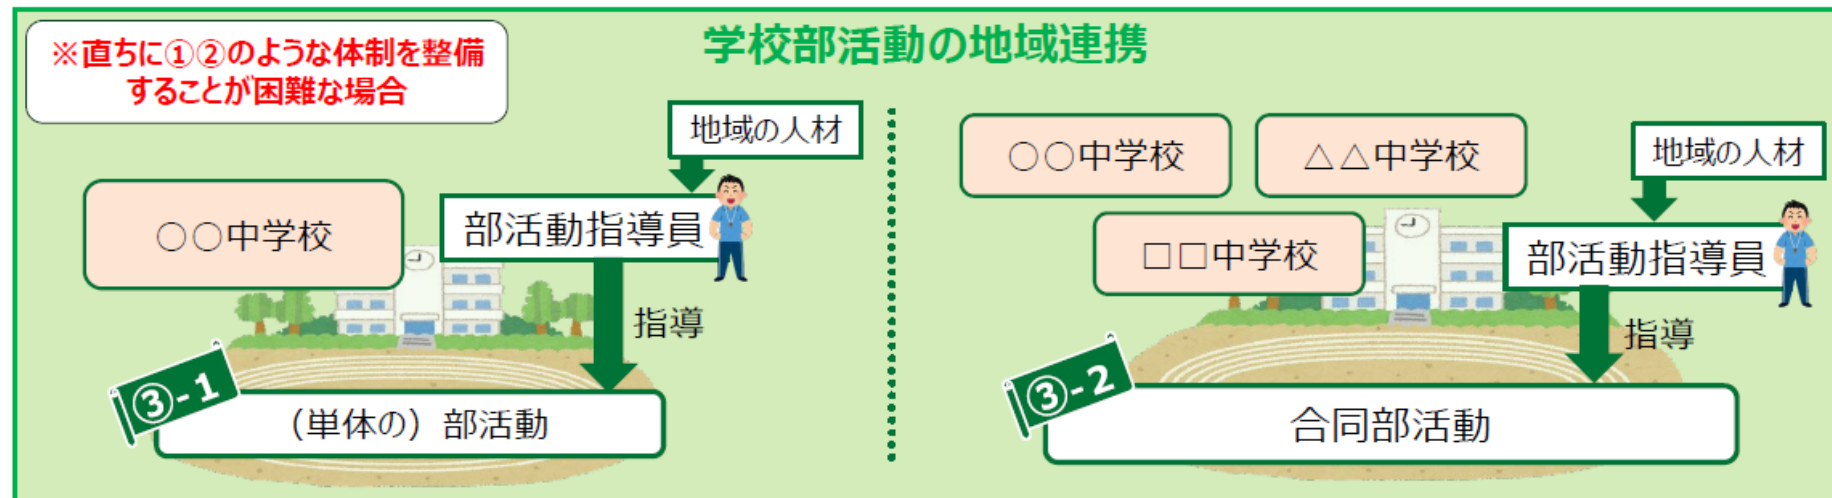 ※直ちに①②のような体制を整備
することが困難な場合
学校部活動の地域連携
地域の人材
○○中学校
部活動指導員
指導
③-1
（単体の）部活動
○○中学校
△△中学校
地域の人材
□□中学校
部活動指導員
指導
③-2
合同部活動